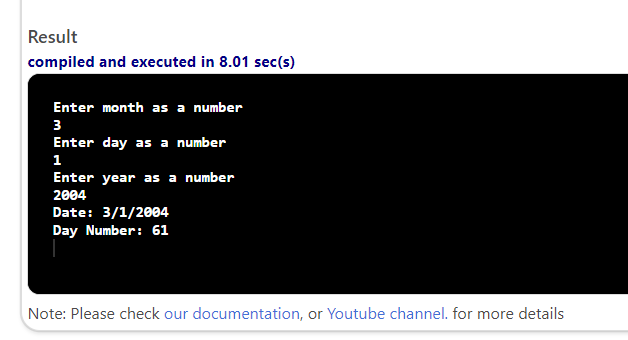 Result
compiled and executed in 8.01 sec(s)
Enter month as a number
3
Enter day as a number
1
Enter year as a number
2004
Date: 3/1/2004
Day Number: 61
Note: Please check our documentation, or Youtube channel. for more details